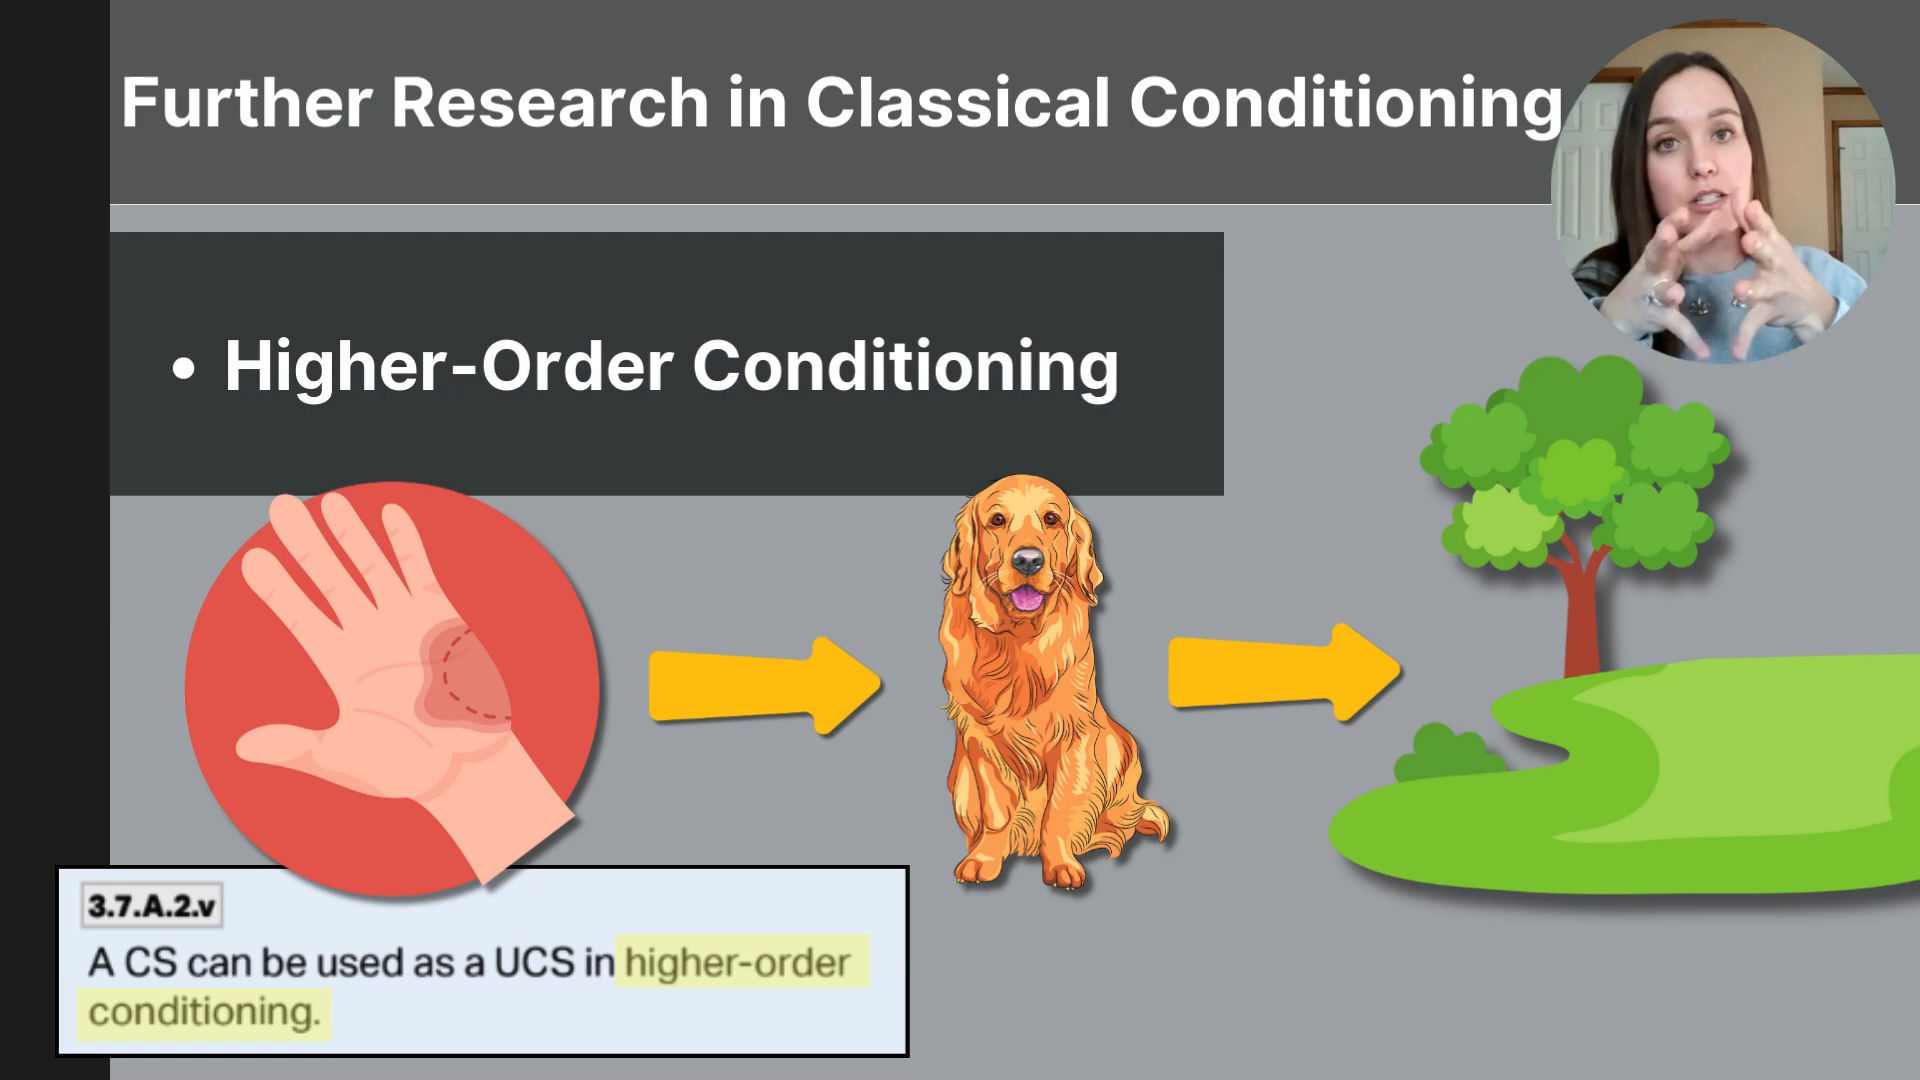 Further Research in Classical Conditioning
• Higher-Order Conditioning
3.7.A.2.v
A CS can be used as a UCS in higher-order
conditioning.